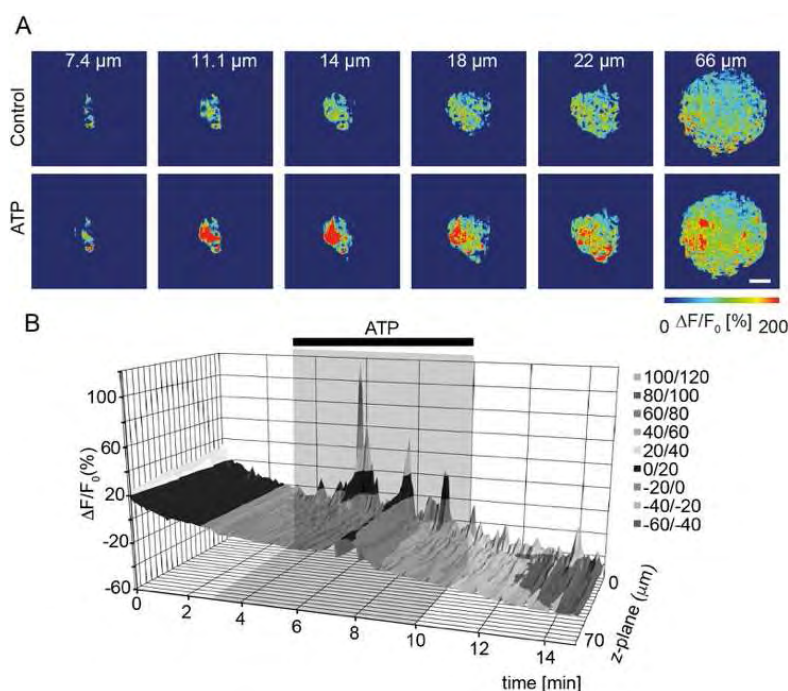 A
7.4 µm 11.1 µm 14 µm 18 µm 22 µm 66 µm
Control
ATP
0 ΔF/F₀ [%] 200
B
ATP
ΔF/F₀(%)
100
60
20
-20
-60
0 2 4 6 8 10 12 14
time [min]
0
70
z-plane (µm)
100/120
80/100
60/80
40/60
20/40
0/20
-20/0
-40/-20
-60/-40